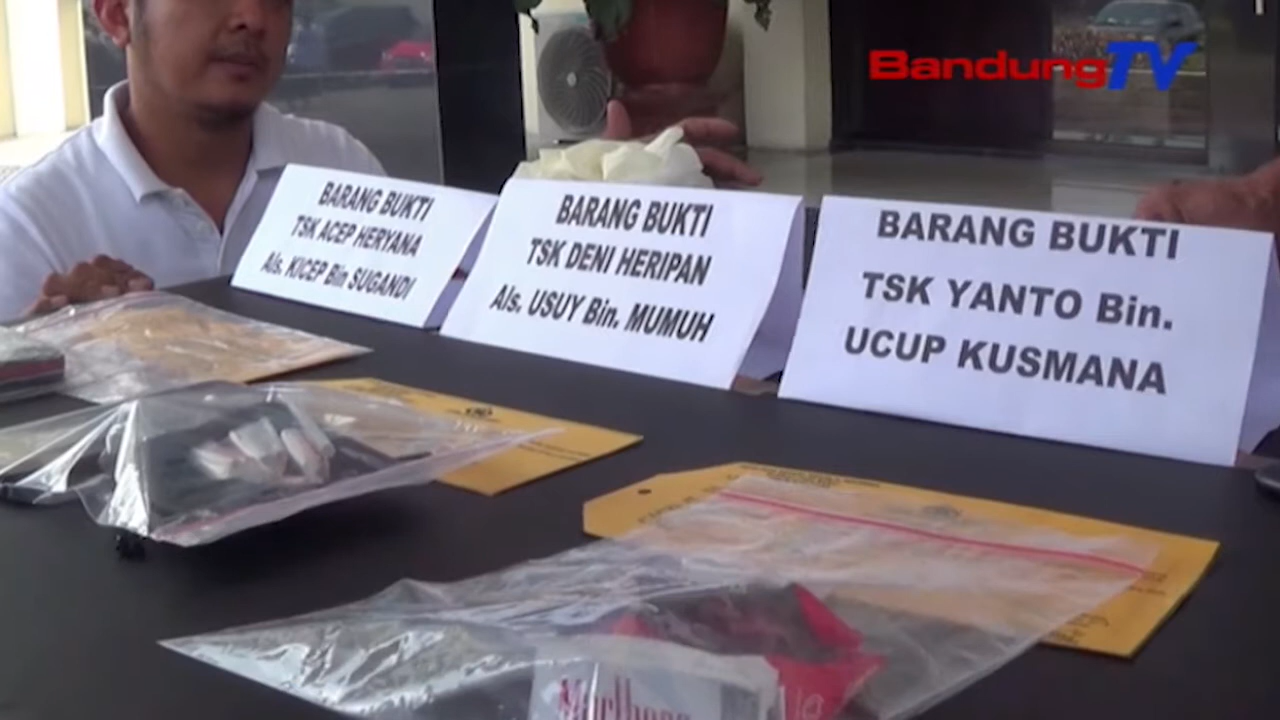 BandungTV
BARANG BUKTI
TSK ACEP HERYANA
Als. KICEP Bin SUGANDI
BARANG BUKTI
TSK DENI HERIPAN
Als. USUY Bin. MUMUH
BARANG BUKTI
TSK YANTO Bin.
UCUP KUSMANA
Marlboro